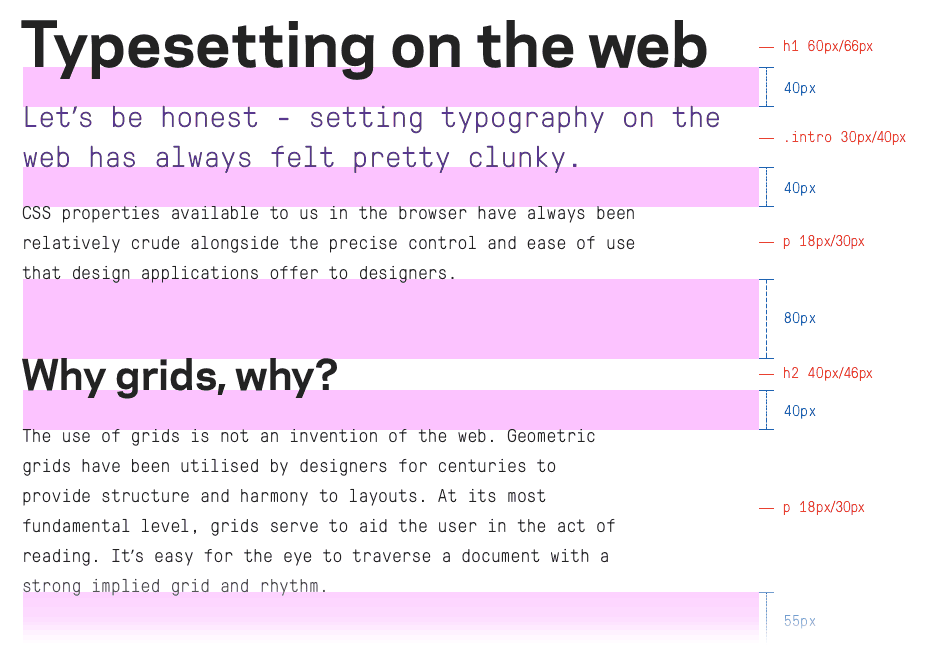 Typesetting on the web
h1 60px/66px
40px
Let's be honest - setting typography on the
web has always felt pretty clunky.
.intro 30px/40px
40px
CSS properties available to us in the browser have always been
relatively crude alongside the precise control and ease of use
that design applications offer to designers.
p 18px/30px
80px
Why grids, why?
h2 40px/46px
40px
The use of grids is not an invention of the web. Geometric
grids have been utilised by designers for centuries to
provide structure and harmony to layouts. At its most
fundamental level, grids serve to aid the user in the act of
reading. It's easy for the eye to traverse a document with a
strong implied grid and rhythm.
p 18px/30px
55px